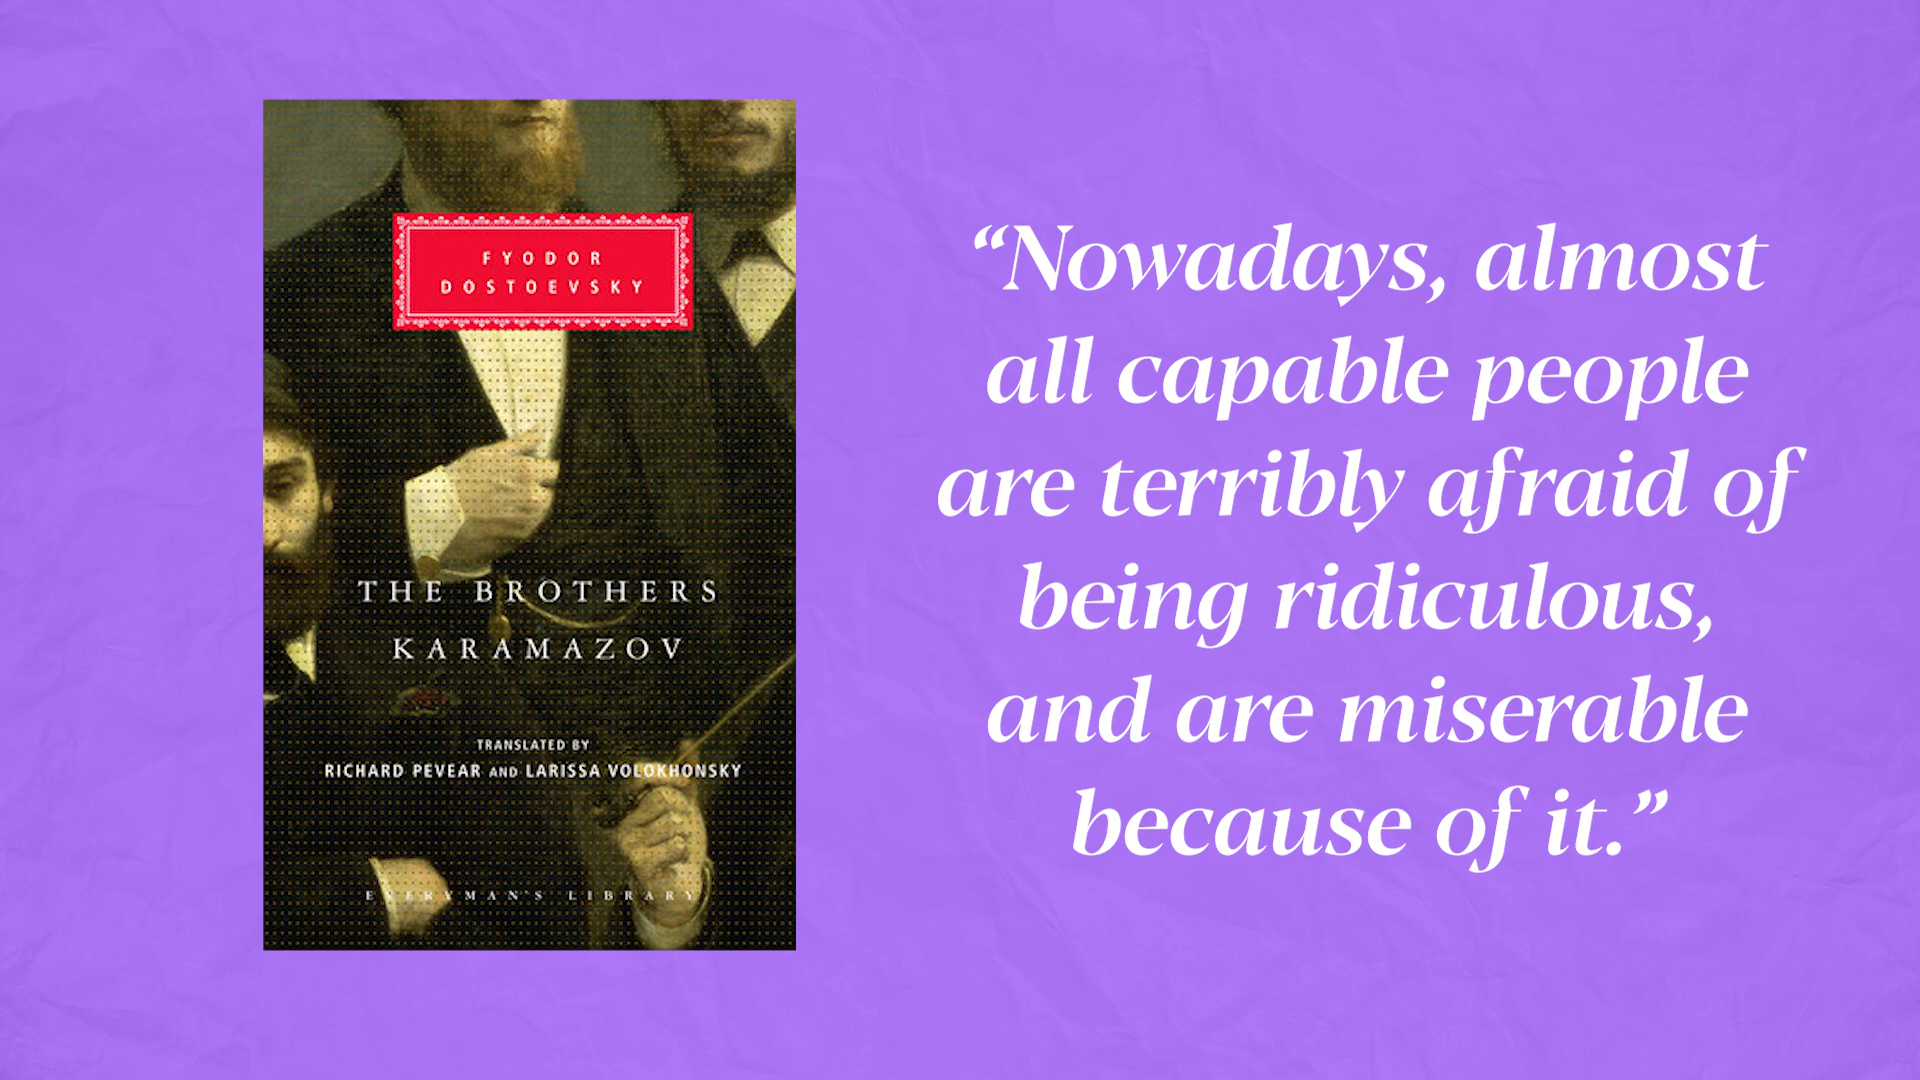 FYODOR
DOSTOEVSKY
THE BROTHERS
KARAMAZOV
TRANSLATED BY
RICHARD PEVEAR AND LARISSA VOLOKHONSKY
EVERYMAN'S LIBRARY
“Nowadays, almost
all capable people
are terribly afraid of
being ridiculous,
and are miserable
because of it.”